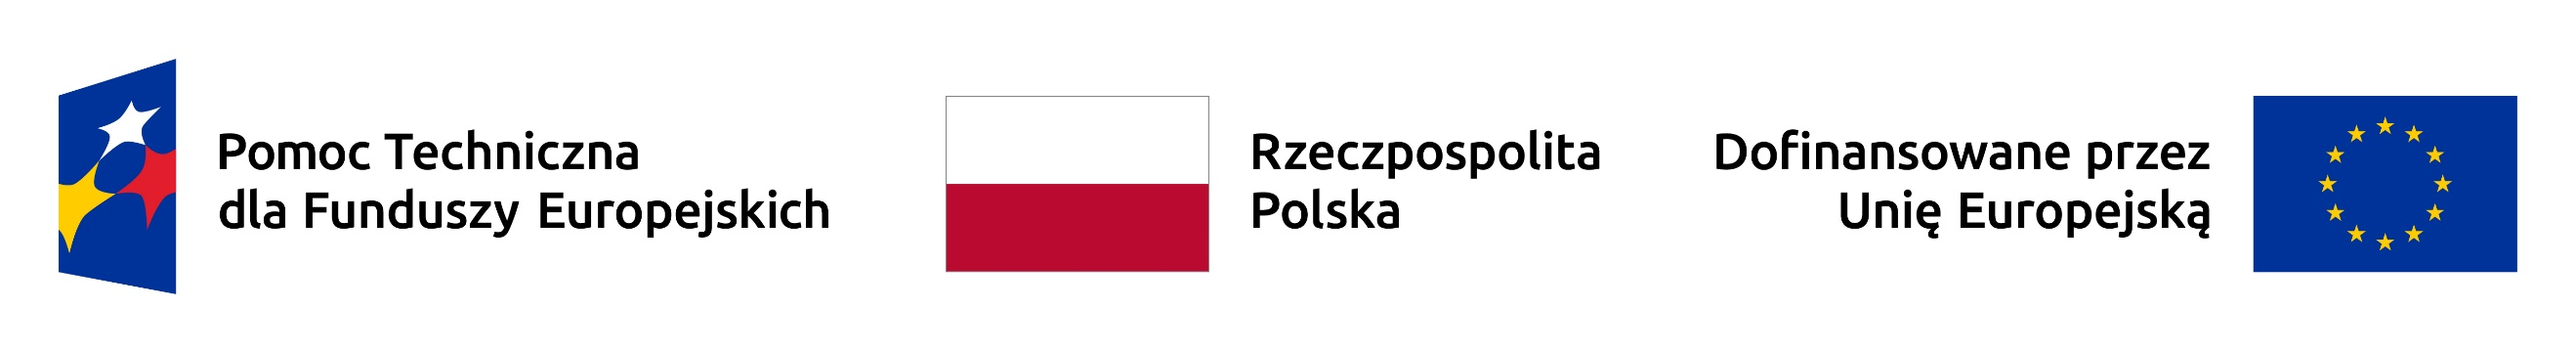 Pomoc Techniczna
dla Funduszy Europejskich
Rzeczpospolita
Polska
Dofinansowane przez
Unię Europejską